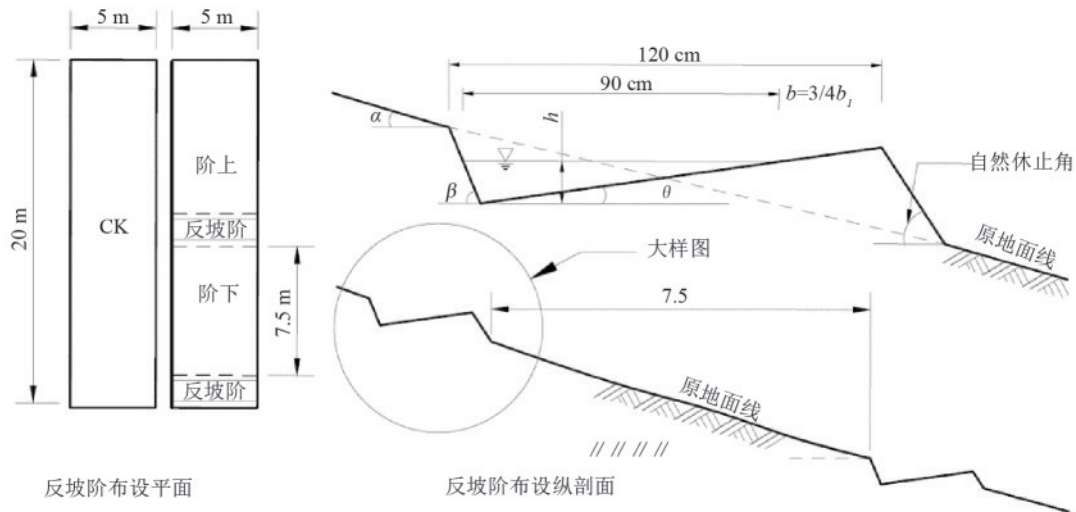 5 m
5 m
20 m
CK
阶上
反坡阶
阶下
7.5 m
反坡阶
反坡阶布设平面
120 cm
90 cm
b=3/4b₁
h
α
β
θ
自然休止角
原地面线
大样图
7.5
原地面线
反坡阶布设纵剖面